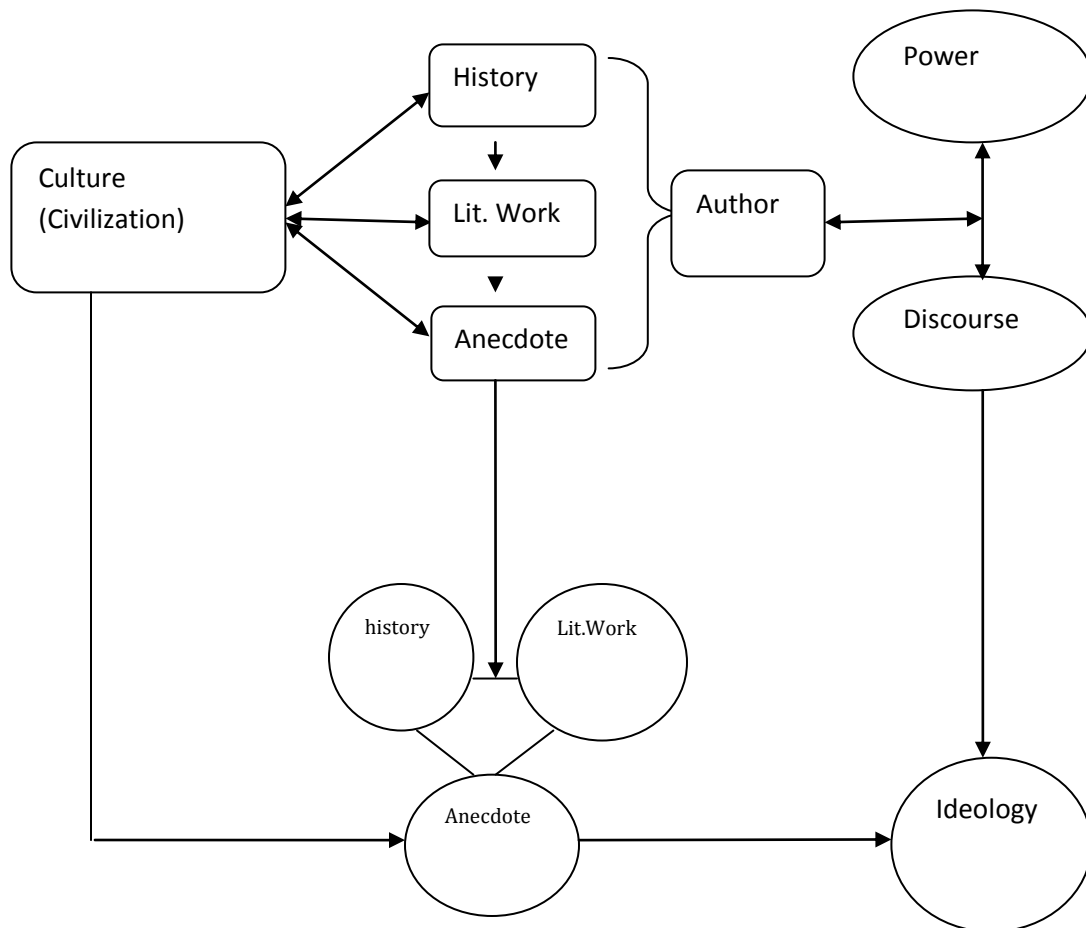 History
Power
Culture
(Civilization)
Lit. Work
Author
Anecdote
Discourse
history
Lit.Work
Anecdote
Ideology